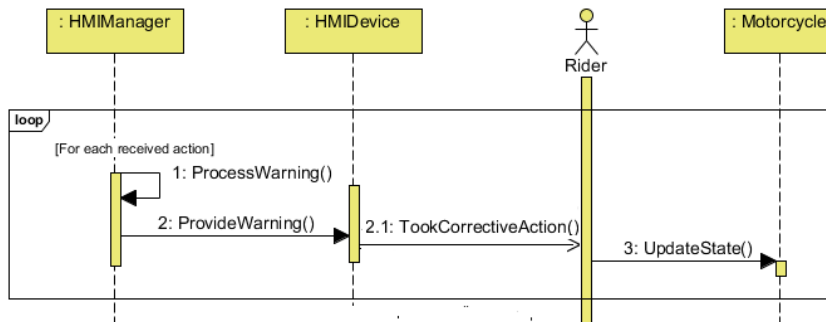 : HMIManager
: HMIDevice
Rider
: Motorcycle
loop
[For each received action]
1: ProcessWarning()
2: ProvideWarning()
2.1: TookCorrectiveAction()
3: UpdateState()